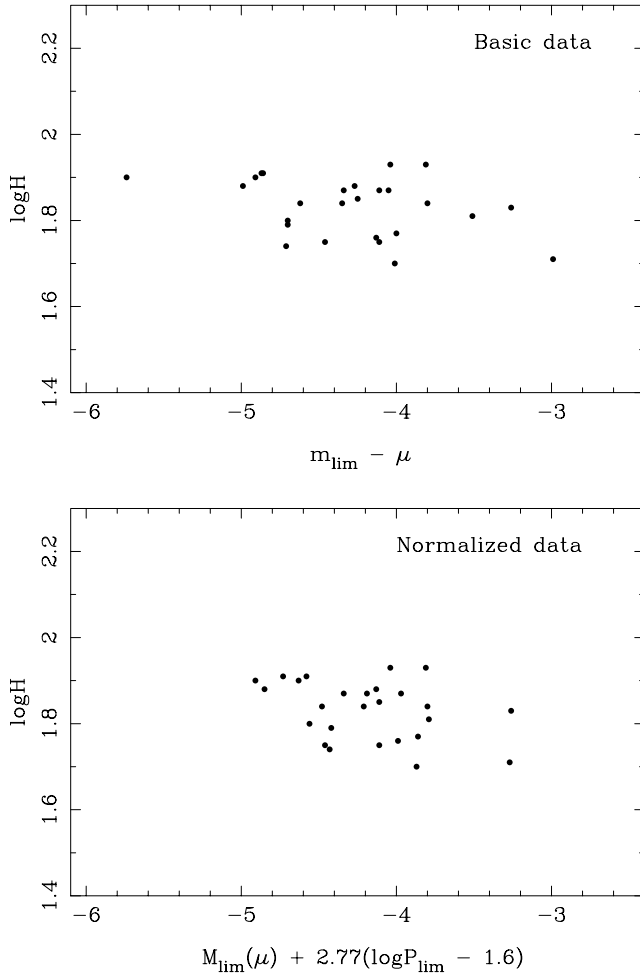 Basic data
2.2
2
1.8
1.6
1.4
logH
−6 −5 −4 −3
m_lim − μ
Normalized data
2.2
2
1.8
1.6
1.4
logH
−6 −5 −4 −3
M_lim(μ) + 2.77(logP_lim − 1.6)